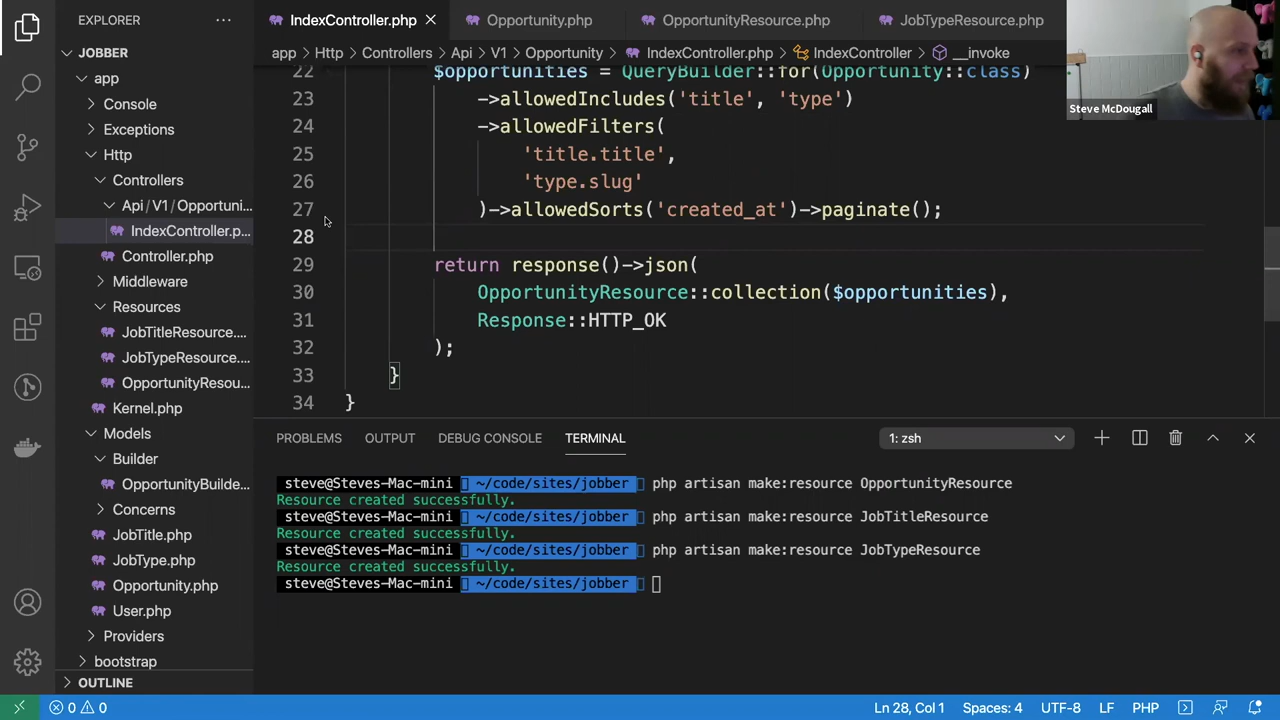 EXPLORER
JOBBER
app
Console
Exceptions
Http
Controllers
Api/V1/Opportuni...
IndexController.p...
Controller.php
Middleware
Resources
JobTitleResource....
JobTypeResource....
OpportunityResou...
Kernel.php
Models
Builder
OpportunityBuilde...
Concerns
JobTitle.php
JobType.php
Opportunity.php
User.php
Providers
bootstrap
OUTLINE
IndexController.php
Opportunity.php
OpportunityResource.php
JobTypeResource.php
Steve McDougall
app > Http > Controllers > Api > V1 > Opportunity > IndexController.php > IndexController > __invoke
22 $opportunities = QueryBuilder::for(Opportunity::class)
23 ->allowedIncludes('title', 'type')
24 ->allowedFilters(
25 'title.title',
26 'type.slug'
27 )->allowedSorts('created_at')->paginate();
28
29 return response()->json(
30 OpportunityResource::collection($opportunities),
31 Response::HTTP_OK
32 );
33 }
34 }
PROBLEMS OUTPUT DEBUG CONSOLE TERMINAL 1: zsh
steve@Steves-Mac-mini ~/code/sites/jobber php artisan make:resource OpportunityResource
Resource created successfully.
steve@Steves-Mac-mini ~/code/sites/jobber php artisan make:resource JobTitleResource
Resource created successfully.
steve@Steves-Mac-mini ~/code/sites/jobber php artisan make:resource JobTypeResource
Resource created successfully.
steve@Steves-Mac-mini ~/code/sites/jobber
0 0 Ln 28, Col 1 Spaces: 4 UTF-8 LF PHP